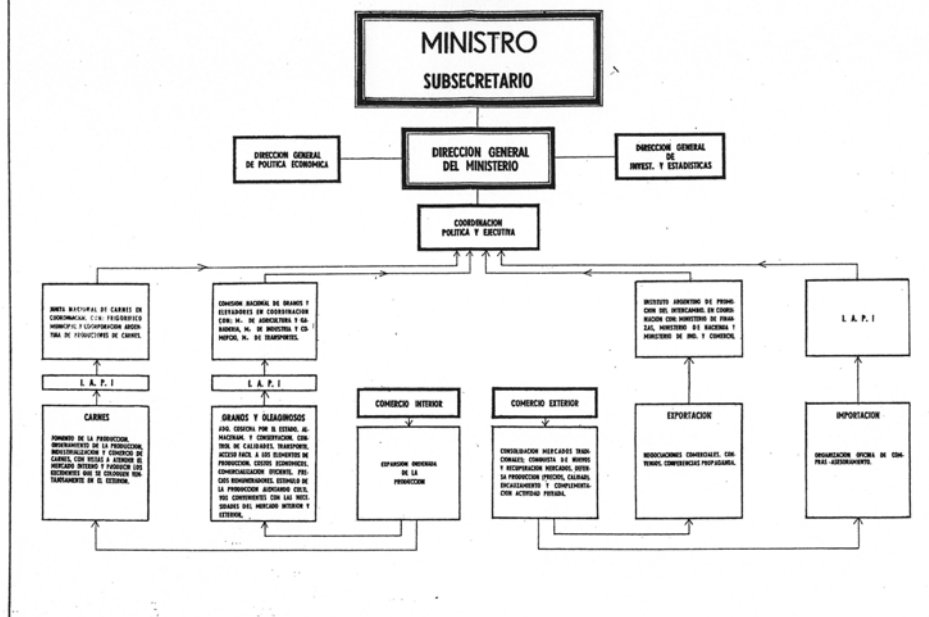 MINISTRO
SUBSECRETARIO
DIRECCION GENERAL
DE POLITICA ECONOMICA
DIRECCION GENERAL
DEL MINISTERIO
DIRECCION GENERAL
DE
INVEST. Y ESTADISTICAS
COORDINACION
POLITICA Y EJECUTIVA
JUNTA NACIONAL DE CARNES EN
COORDINACION, CON: FRIGORIFICO
MUNICIPAL Y CORPORACION ARGEN-
TINA DE PRODUCTORES DE CARNES.
COMISION NACIONAL DE GRANOS Y
ELEVADORES EN COORDINACION
CON: M. DE AGRICULTURA Y GA-
NADERIA, M. DE INDUSTRIA Y CO-
MERCIO, M. DE TRANSPORTES.
INSTITUTO ARGENTINO DE PROMO-
CION DEL INTERCAMBIO. EN COORDI-
NACION CON: MINISTERIO DE FINAN-
ZAS, MINISTERIO DE HACIENDA Y
MINISTERIO DE IND. Y COMERCIO.
I. A. P. I
I. A. P. I
I. A. P. I
COMERCIO INTERIOR
COMERCIO EXTERIOR
CARNES
FOMENTO DE LA PRODUCCION,
ORDENAMIENTO DE LA PRODUCCION,
INDUSTRIALIZACION Y COMERCIO DE
CARNES, CON VISTAS A ATENDER EL
MERCADO INTERNO Y PRODUCIR LOS
EXCEDENTES QUE SE COLOQUEN VEN-
TAJOSAMENTE EN EL EXTERIOR.
GRANOS Y OLEAGINOSOS
ADQ. COSECHA POR EL ESTADO. AL-
MACENAM. Y CONSERVACION. CON-
TROL DE CALIDADES. TRANSPORTE.
ACCESO FACIL A LOS ELEMENTOS DE
PRODUCCION. COSTOS ECONOMICOS.
COMERCIALIZACION EFICIENTE. PRE-
CIOS REMUNERADORES. ESTIMULO DE
LA PRODUCCION AUMENTANDO CULTI-
VOS CONVENIENTES CON LAS NECE-
SIDADES DEL MERCADO INTERIOR Y
EXTERIOR.
EXPANSION ORDENADA
DE LA
PRODUCCION
CONSOLIDACION MERCADOS TRADI-
CIONALES; CONQUISTA DE NUEVOS
Y RECUPERACION MERCADOS. DEFEN-
SA PRODUCCION (PRECIOS, CALIDAD).
ENCAUZAMIENTO Y COMPLEMENTA-
CION ACTIVIDAD PRIVADA.
EXPORTACION
NEGOCIACIONES COMERCIALES. CON-
VENIOS. CONFERENCIAS PROPAGANDA.
IMPORTACION
ORGANIZACION OFICINA DE COM-
PRAS-ASESORAMIENTO.